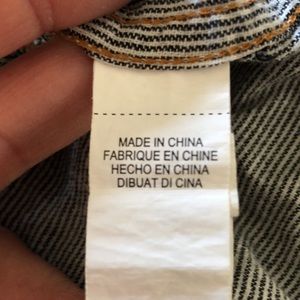 MADE IN CHINA
FABRIQUE EN CHINE
HECHO EN CHINA
DIBUAT DI CINA